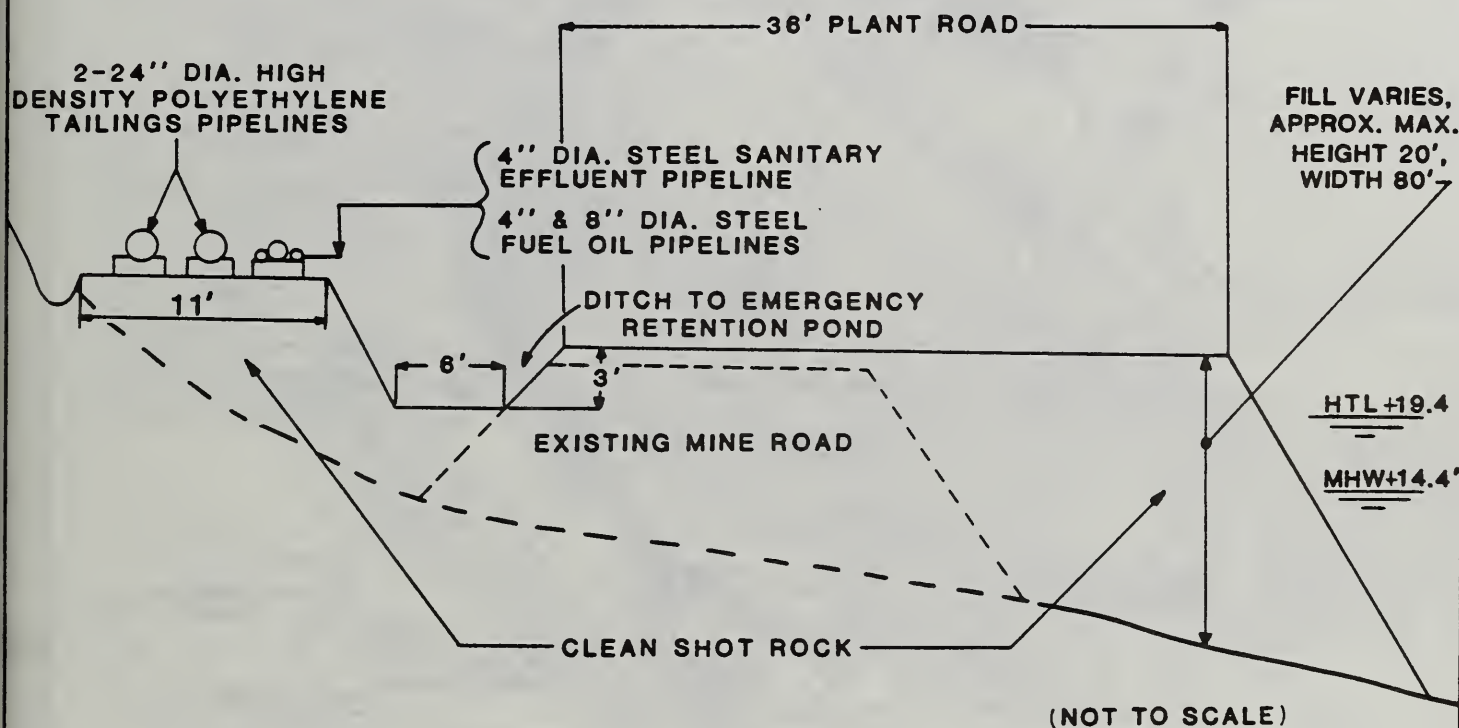 36' PLANT ROAD
2-24'' DIA. HIGH
DENSITY POLYETHYLENE
TAILINGS PIPELINES
FILL VARIES,
APPROX. MAX.
HEIGHT 20',
WIDTH 80'
4'' DIA. STEEL SANITARY
EFFLUENT PIPELINE
4'' & 8'' DIA. STEEL
FUEL OIL PIPELINES
11'
DITCH TO EMERGENCY
RETENTION POND
6'
3'
HTL+19.4
EXISTING MINE ROAD
MHW+14.4'
CLEAN SHOT ROCK
(NOT TO SCALE)